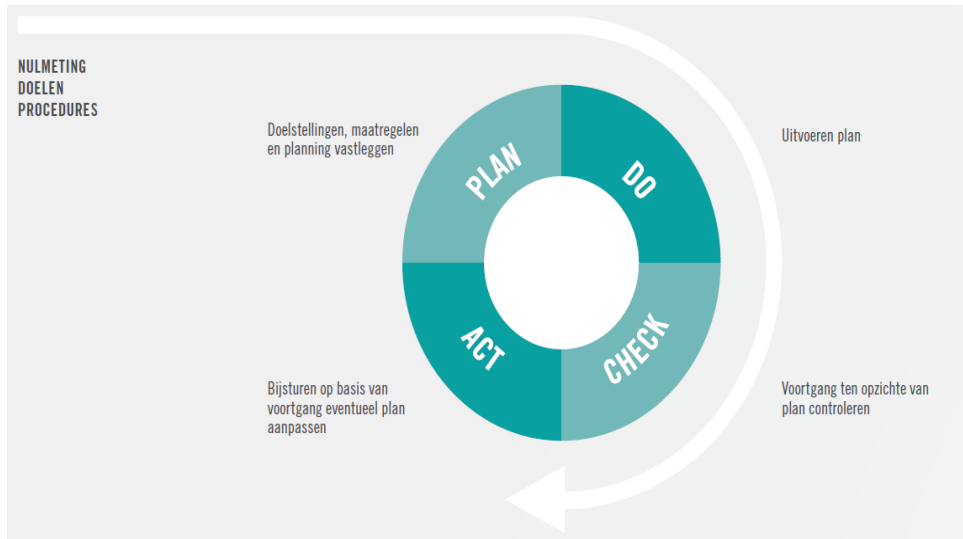 NULMETING
DOELEN
PROCEDURES
Doelstellingen, maatregelen
en planning vastleggen
PLAN
DO
Uitvoeren plan
ACT
CHECK
Bijsturen op basis van
voortgang eventueel plan
aanpassen
Voortgang ten opzichte van
plan controleren